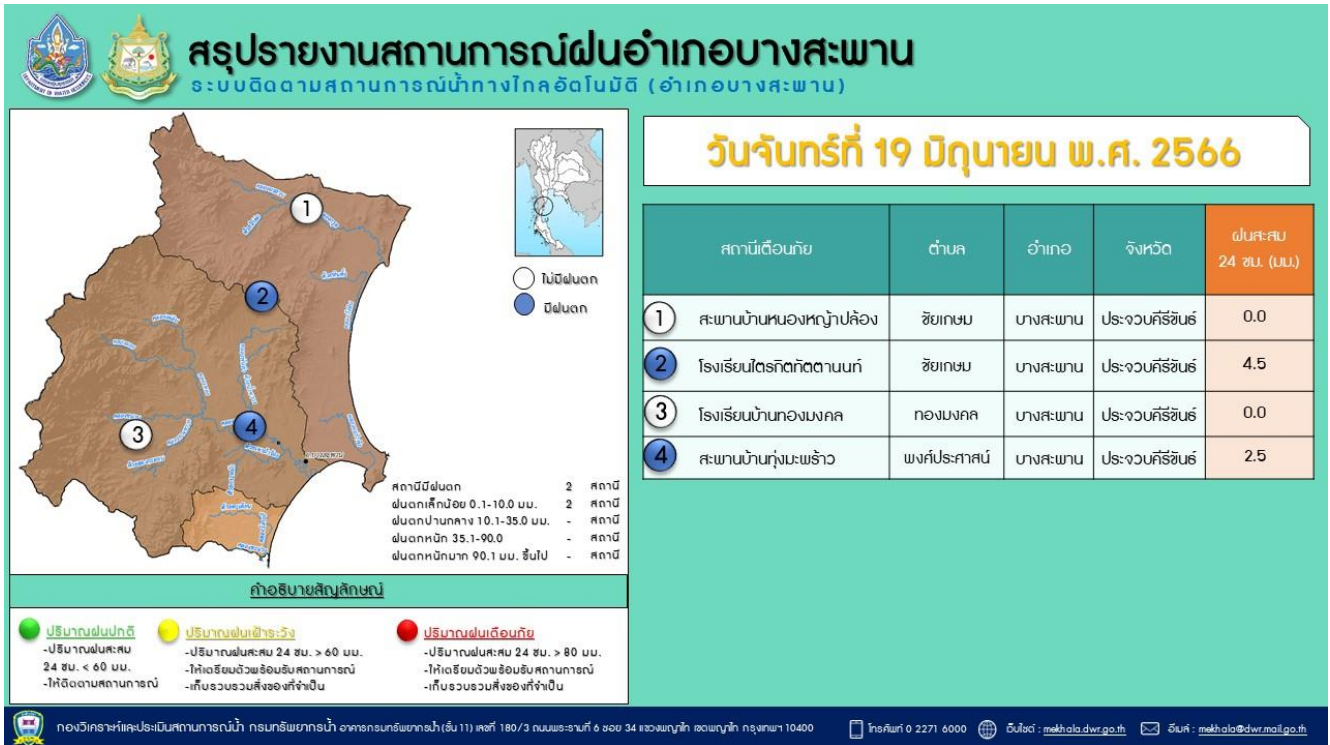 สรุปรายงานสถานการณ์ฝนอำเภอบางสะพาน
ระบบติดตามสถานการณ์น้ำทางไกลอัตโนมัติ (อำเภอบางสะพาน)
วันจันทร์ที่ 19 มิถุนายน พ.ศ. 2566
1
2
3
4
ไม่มีฝนตก
มีฝนตก
สถานีมีฝนตก 2 สถานี
ฝนตกเล็กน้อย 0.1-10.0 มม. 2 สถานี
ฝนตกปานกลาง 10.1-35.0 มม. - สถานี
ฝนตกหนัก 35.1-90.0 - สถานี
ฝนตกหนักมาก 90.1 มม. ขึ้นไป - สถานี
สถานีเตือนภัย ตำบล อำเภอ จังหวัด ฝนสะสม
24 ชม. (มม.)
1 สะพานบ้านหนองหญ้าปล้อง ชัยเกษม บางสะพาน ประจวบคีรีขันธ์ 0.0
2 โรงเรียนไตรกิตทัตตานนท์ ชัยเกษม บางสะพาน ประจวบคีรีขันธ์ 4.5
3 โรงเรียนบ้านทองมงคล ทองมงคล บางสะพาน ประจวบคีรีขันธ์ 0.0
4 สะพานบ้านทุ่งมะพร้าว พงศ์ประศาสน์ บางสะพาน ประจวบคีรีขันธ์ 2.5
คำอธิบายสัญลักษณ์
ปริมาณฝนปกติ
-ปริมาณฝนสะสม
24 ชม. < 60 มม.
-ให้ติดตามสถานการณ์
ปริมาณฝนเฝ้าระวัง
-ปริมาณฝนสะสม 24 ชม. > 60 มม.
-ให้เตรียมตัวพร้อมรับสถานการณ์
-เก็บรวบรวมสิ่งของที่จำเป็น
ปริมาณฝนเตือนภัย
-ปริมาณฝนสะสม 24 ชม. > 80 มม.
-ให้เตรียมตัวพร้อมรับสถานการณ์
-เก็บรวบรวมสิ่งของที่จำเป็น
กองวิเคราะห์และประเมินสถานการณ์น้ำ กรมทรัพยากรน้ำ อาคารกรมทรัพยากรน้ำ (ชั้น 11) เลขที่ 180/3 ถนนพระรามที่ 6 ซอย 34 แขวงพญาไท เขตพญาไท กรุงเทพฯ 10400 โทรศัพท์ 0 2271 6000 เว็บไซต์ : mekhala.dwr.go.th อีเมล์ : mekhala@dwr.mail.go.th